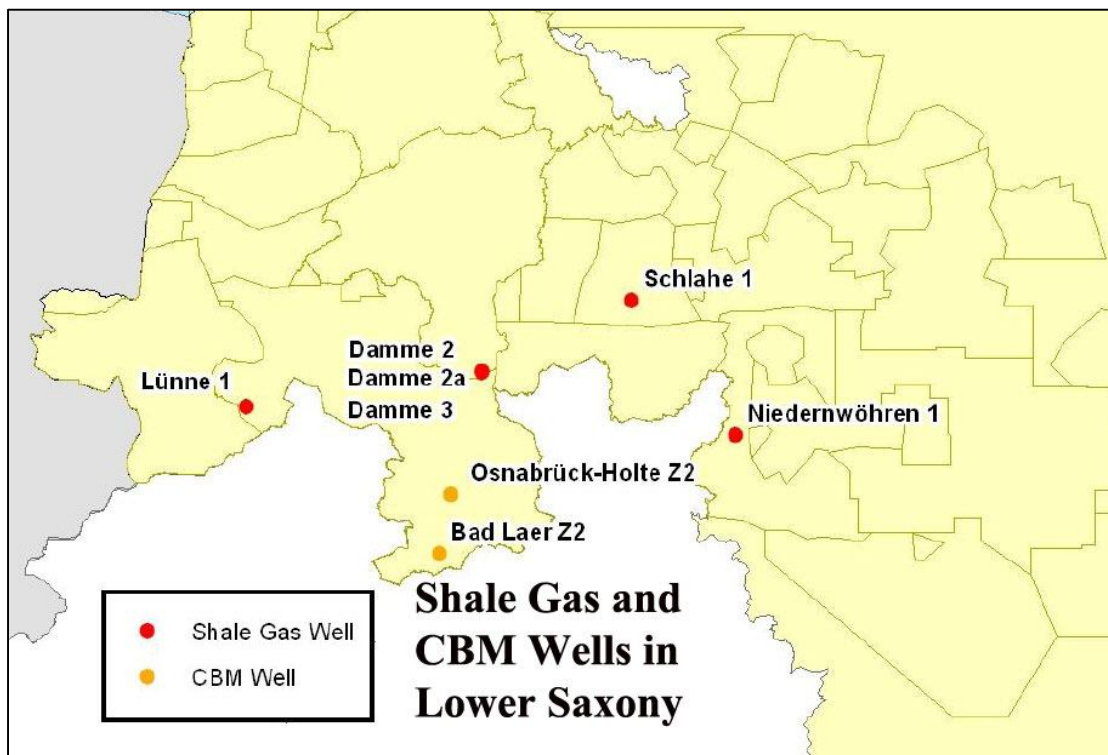 Schlahe 1
Damme 2
Damme 2a
Damme 3
Lünne 1
Niedernwöhren 1
Osnabrück-Holte Z2
Bad Laer Z2
Shale Gas Well
CBM Well
Shale Gas and
CBM Wells in
Lower Saxony